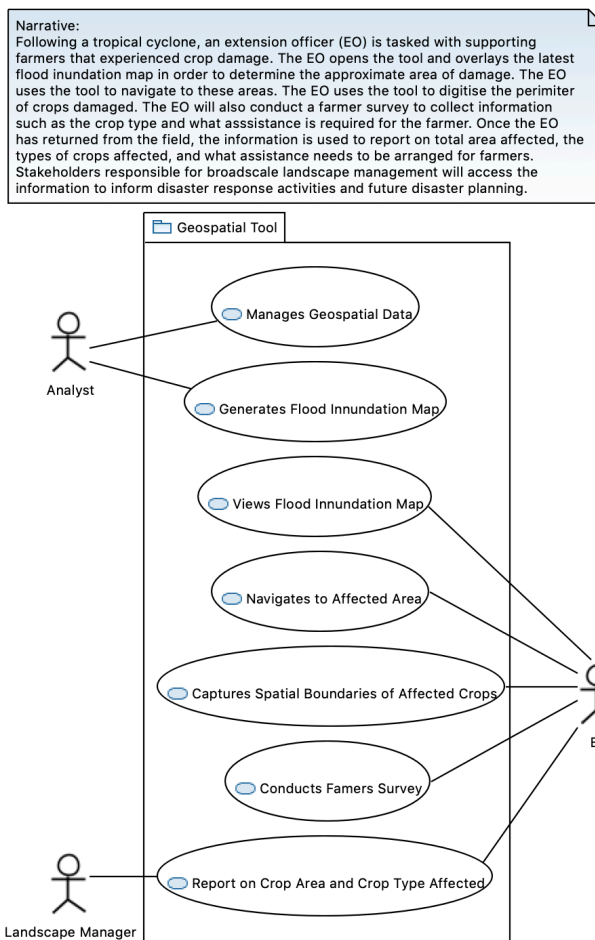 Narrative:
Following a tropical cyclone, an extension officer (EO) is tasked with supporting
farmers that experienced crop damage. The EO opens the tool and overlays the latest
flood inundation map in order to determine the approximate area of damage. The EO
uses the tool to navigate to these areas. The EO uses the tool to digitise the perimiter
of crops damaged. The EO will also conduct a farmer survey to collect information
such as the crop type and what asssistance is required for the farmer. Once the EO
has returned from the field, the information is used to report on total area affected, the
types of crops affected, and what assistance needs to be arranged for farmers.
Stakeholders responsible for broadscale landscape management will access the
information to inform disaster response activities and future disaster planning.
Geospatial Tool
Manages Geospatial Data
Analyst
Generates Flood Innundation Map
Views Flood Innundation Map
Navigates to Affected Area
Captures Spatial Boundaries of Affected Crops
Conducts Famers Survey
Report on Crop Area and Crop Type Affected
Landscape Manager